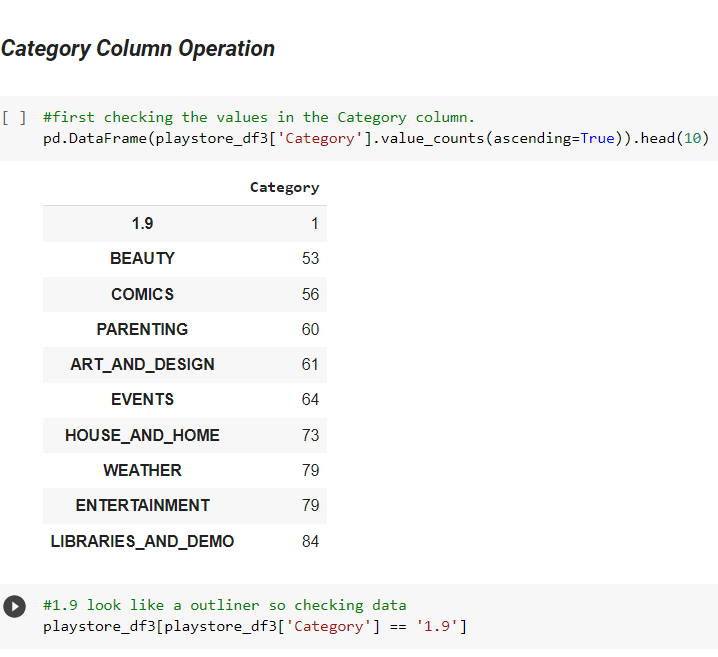 Category Column Operation
[ ] #first checking the values in the Category column.
pd.DataFrame(playstore_df3['Category'].value_counts(ascending=True)).head(10)
Category
1.9 1
BEAUTY 53
COMICS 56
PARENTING 60
ART_AND_DESIGN 61
EVENTS 64
HOUSE_AND_HOME 73
WEATHER 79
ENTERTAINMENT 79
LIBRARIES_AND_DEMO 84
#1.9 look like a outliner so checking data
playstore_df3[playstore_df3['Category'] == '1.9']